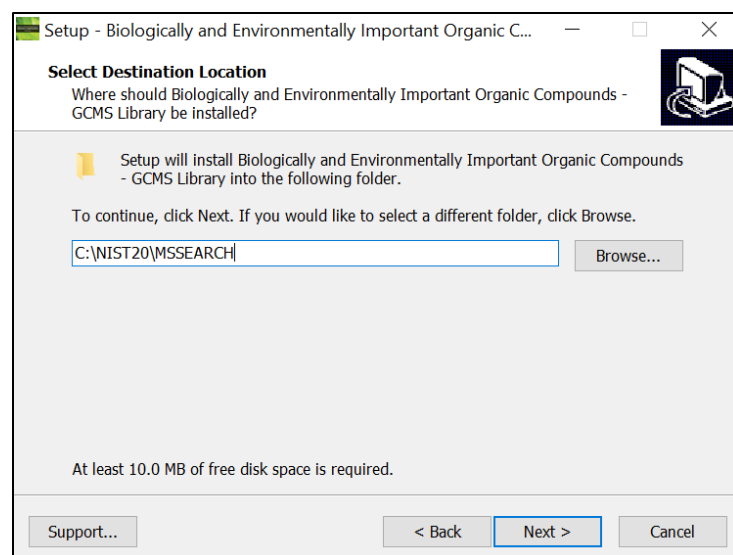 Setup - Biologically and Environmentally Important Organic C...
Select Destination Location
Where should Biologically and Environmentally Important Organic Compounds -
GCMS Library be installed?
Setup will install Biologically and Environmentally Important Organic Compounds
- GCMS Library into the following folder.
To continue, click Next. If you would like to select a different folder, click Browse.
C:\NIST20\MSSEARCH
Browse...
At least 10.0 MB of free disk space is required.
Support...
< Back
Next >
Cancel